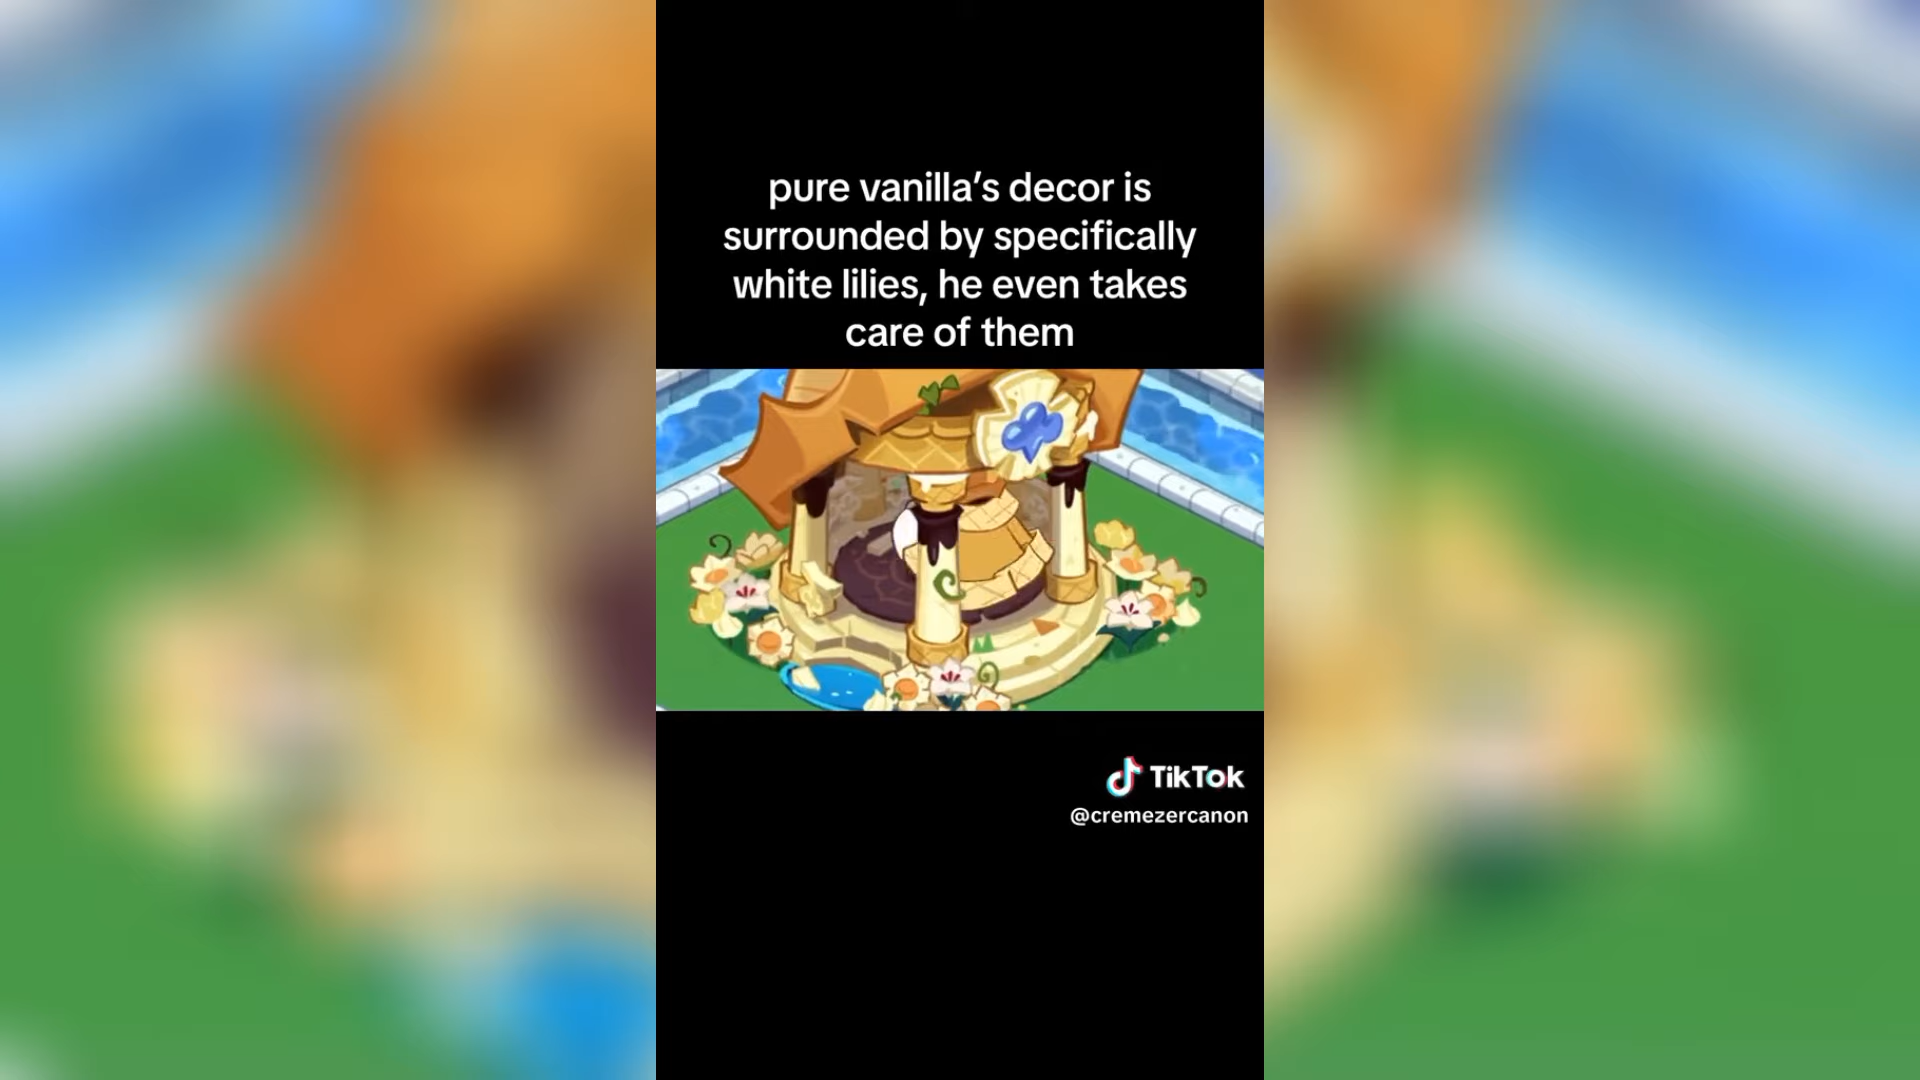 pure vanilla’s decor is
surrounded by specifically
white lilies, he even takes
care of them
TikTok
@cremezercanon